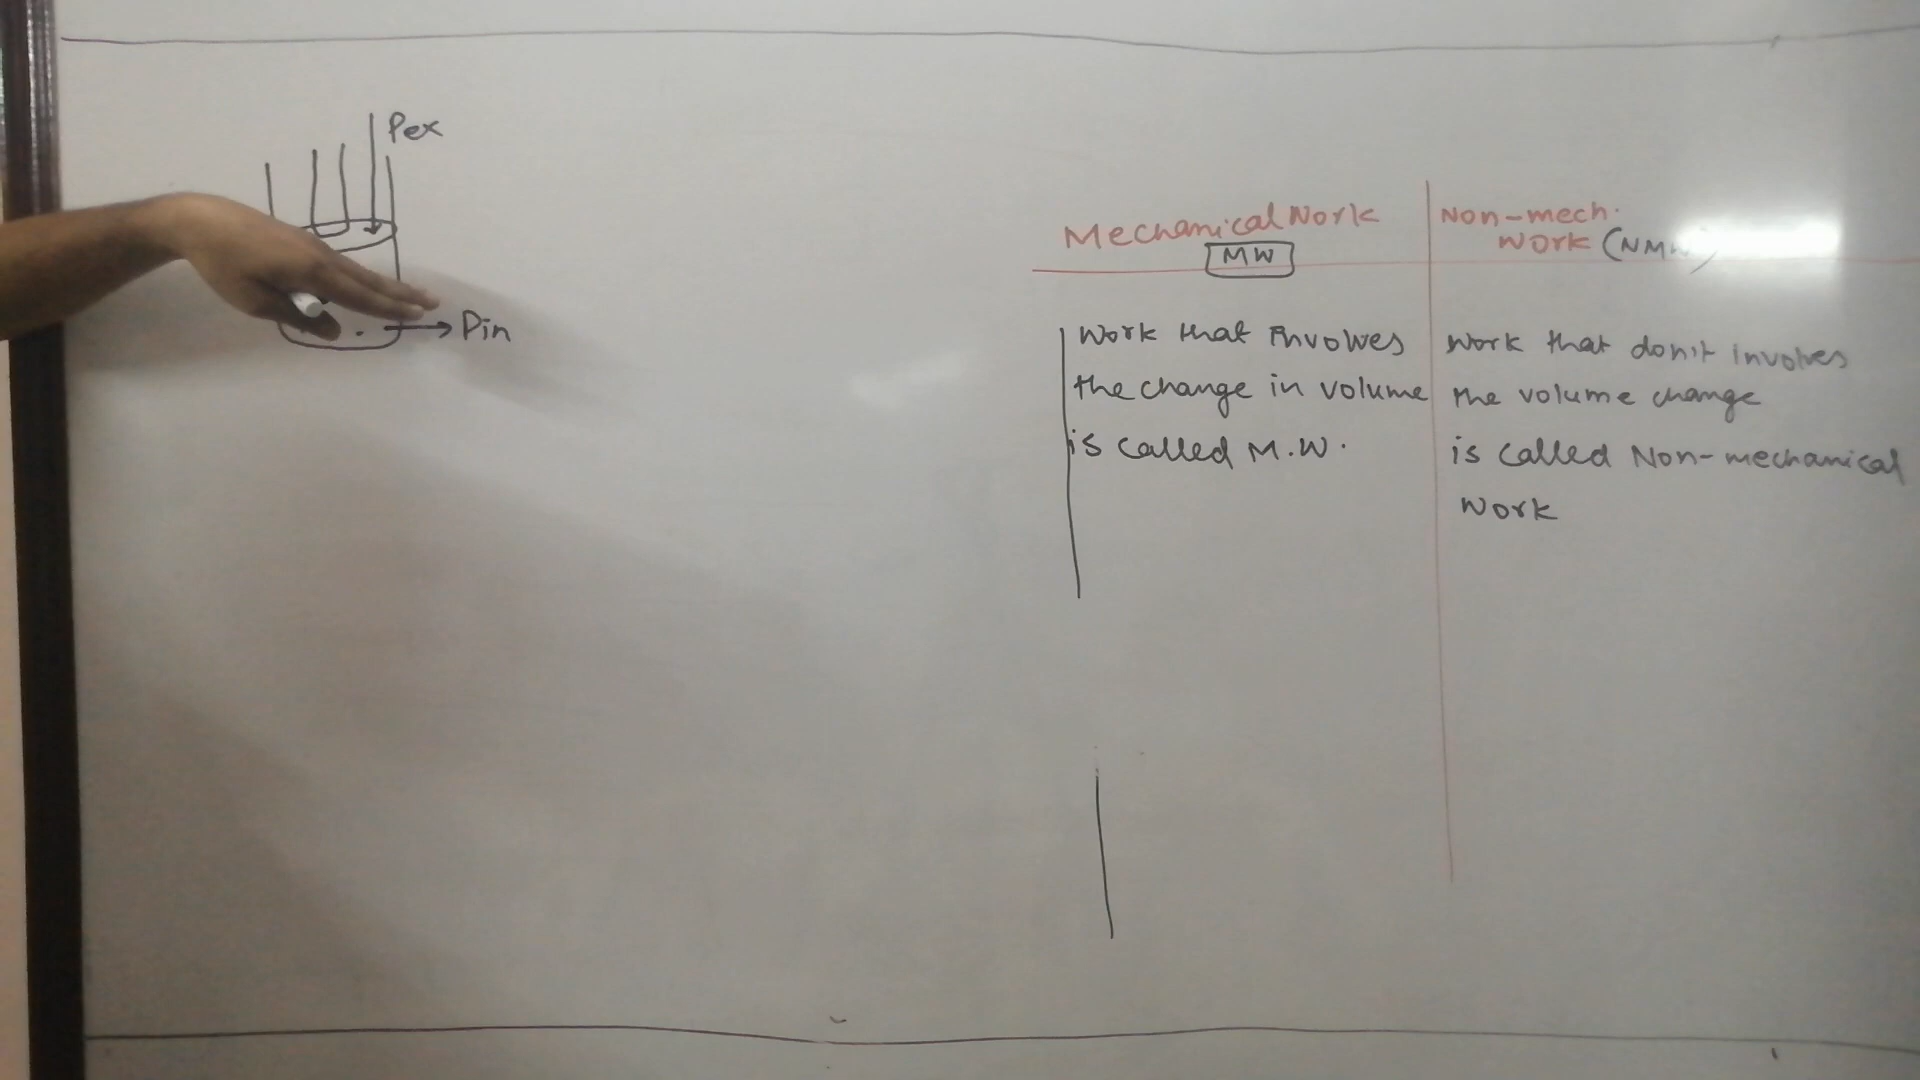 Pex
Pin
Mechanical Work
MW
Work that Involves
the change in volume
is called M.W.
Non-mech.
Work (NMW)
Work that don't involves
the volume change
is called Non-mechanical
Work